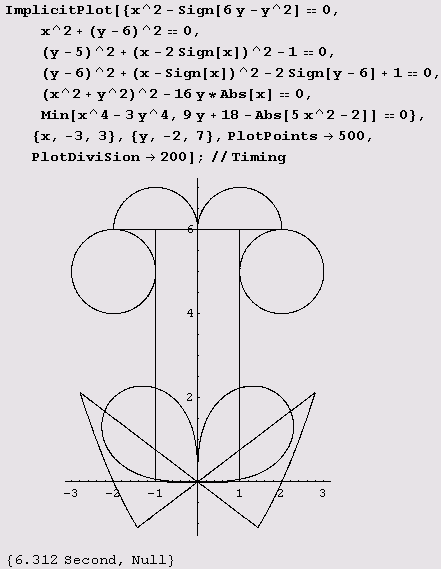 ImplicitPlot[{x^2-Sign[6 y-y^2] == 0,
x^2+(y-6)^2 == 0,
(y-5)^2+(x-2 Sign[x])^2-1 == 0,
(y-6)^2+(x-Sign[x])^2-2 Sign[y-6]+1 == 0,
(x^2+y^2)^2-16 y*Abs[x] == 0,
Min[x^4-3 y^4, 9 y+18-Abs[5 x^2-2]] == 0},
{x, -3, 3}, {y, -2, 7}, PlotPoints → 500,
PlotDiviSion → 200]; // Timing
6
4
2
-3 -2 -1 1 2 3
{6.312 Second, Null}